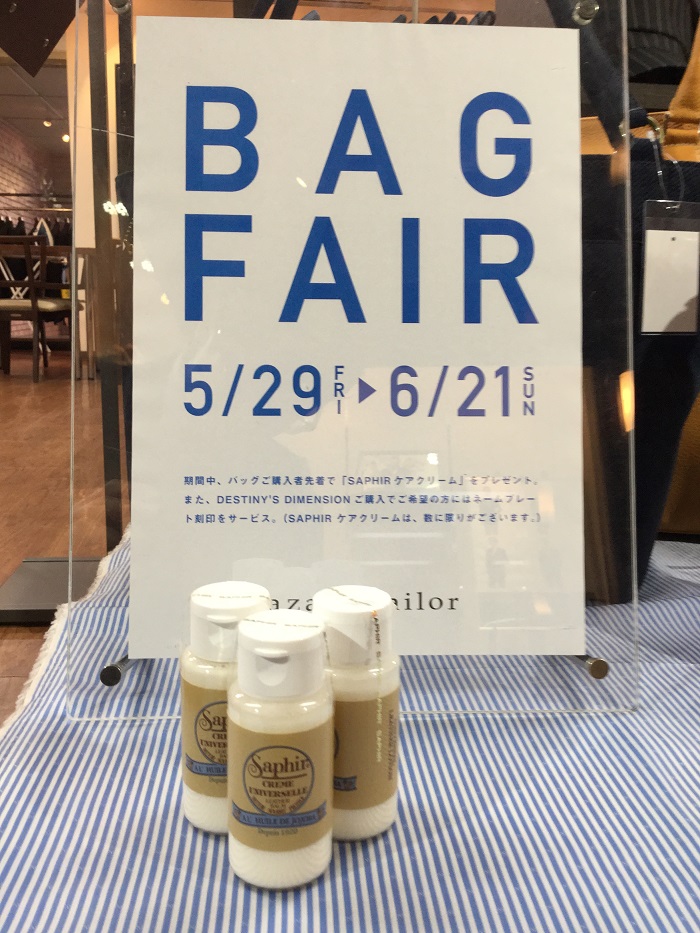 BAG
FAIR
5/29 FRI ▶ 6/21 SUN
期間中、バッグご購入者先着で「SAPHIR ケアクリーム」をプレゼント。
また、DESTINY'S DIMENSION ご購入でご希望の方にはネームプレー
ト刻印をサービス。（SAPHIR ケアクリームは、数に限りがございます。）
aza ailor
Saphir
CREME
UNIVERSELLE
A L' HUILE DE JOJOBA
Depuis 1920